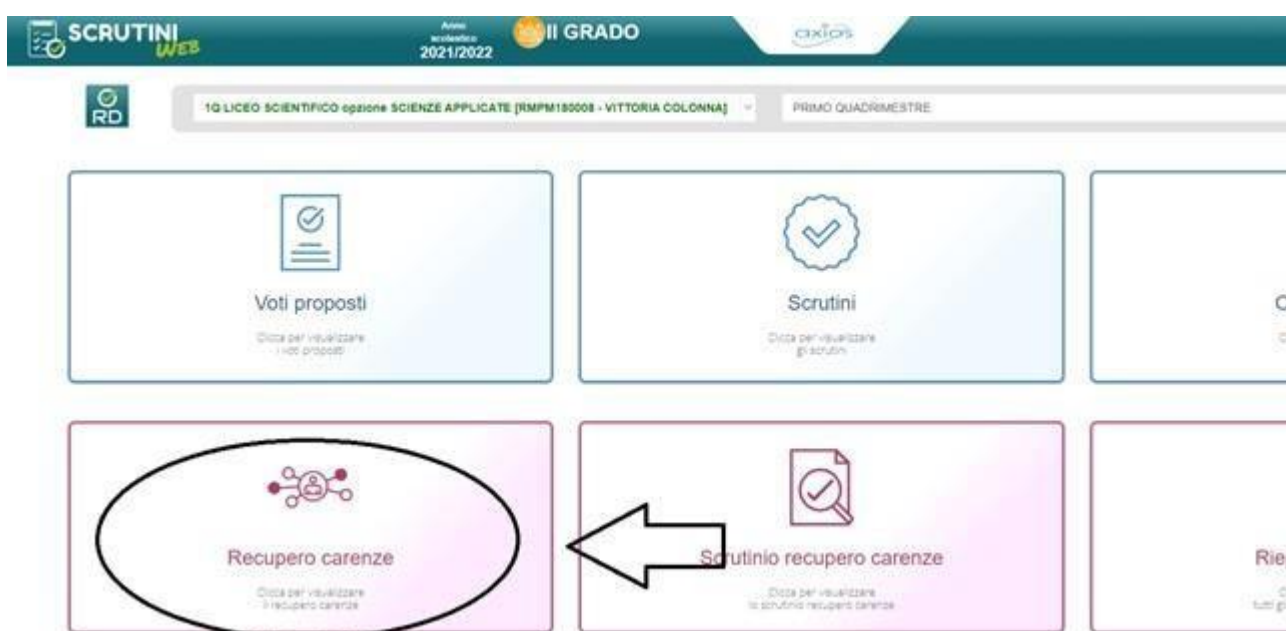 SCRUTINI
WEB
Anno
scolastico
2021/2022
II GRADO
axios
RD
1G LICEO SCIENTIFICO opzione SCIENZE APPLICATE [RMPM180008 - VITTORIA COLONNA]
PRIMO QUADRIMESTRE
Voti proposti
Clicca per visualizzare
i voti proposti
Scrutini
Clicca per visualizzare
gli scrutini
C
C
Recupero carenze
Clicca per visualizzare
il recupero carenze
Scrutinio recupero carenze
Clicca per visualizzare
lo scrutinio recupero carenze
Rie
C
tutti g